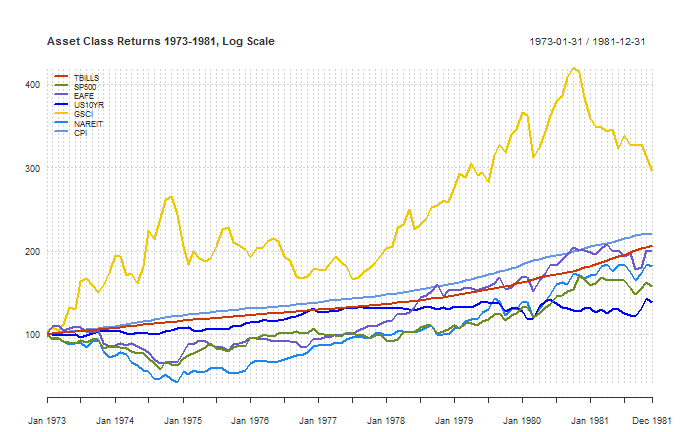 Asset Class Returns 1973-1981, Log Scale
1973-01-31 / 1981-12-31
TBILLS
SP500
EAFE
US10YR
GSCI
NAREIT
CPI
400
300
200
100
Jan 1973
Jan 1974
Jan 1975
Jan 1976
Jan 1977
Jan 1978
Jan 1979
Jan 1980
Jan 1981
Dec 1981